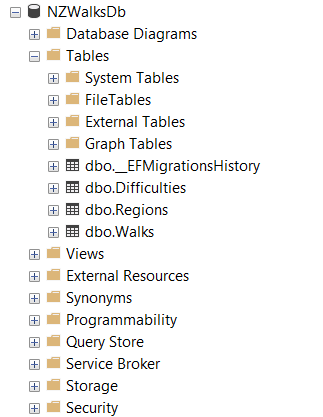 NZWalksDb
Database Diagrams
Tables
System Tables
FileTables
External Tables
Graph Tables
dbo.__EFMigrationsHistory
dbo.Difficulties
dbo.Regions
dbo.Walks
Views
External Resources
Synonyms
Programmability
Query Store
Service Broker
Storage
Security